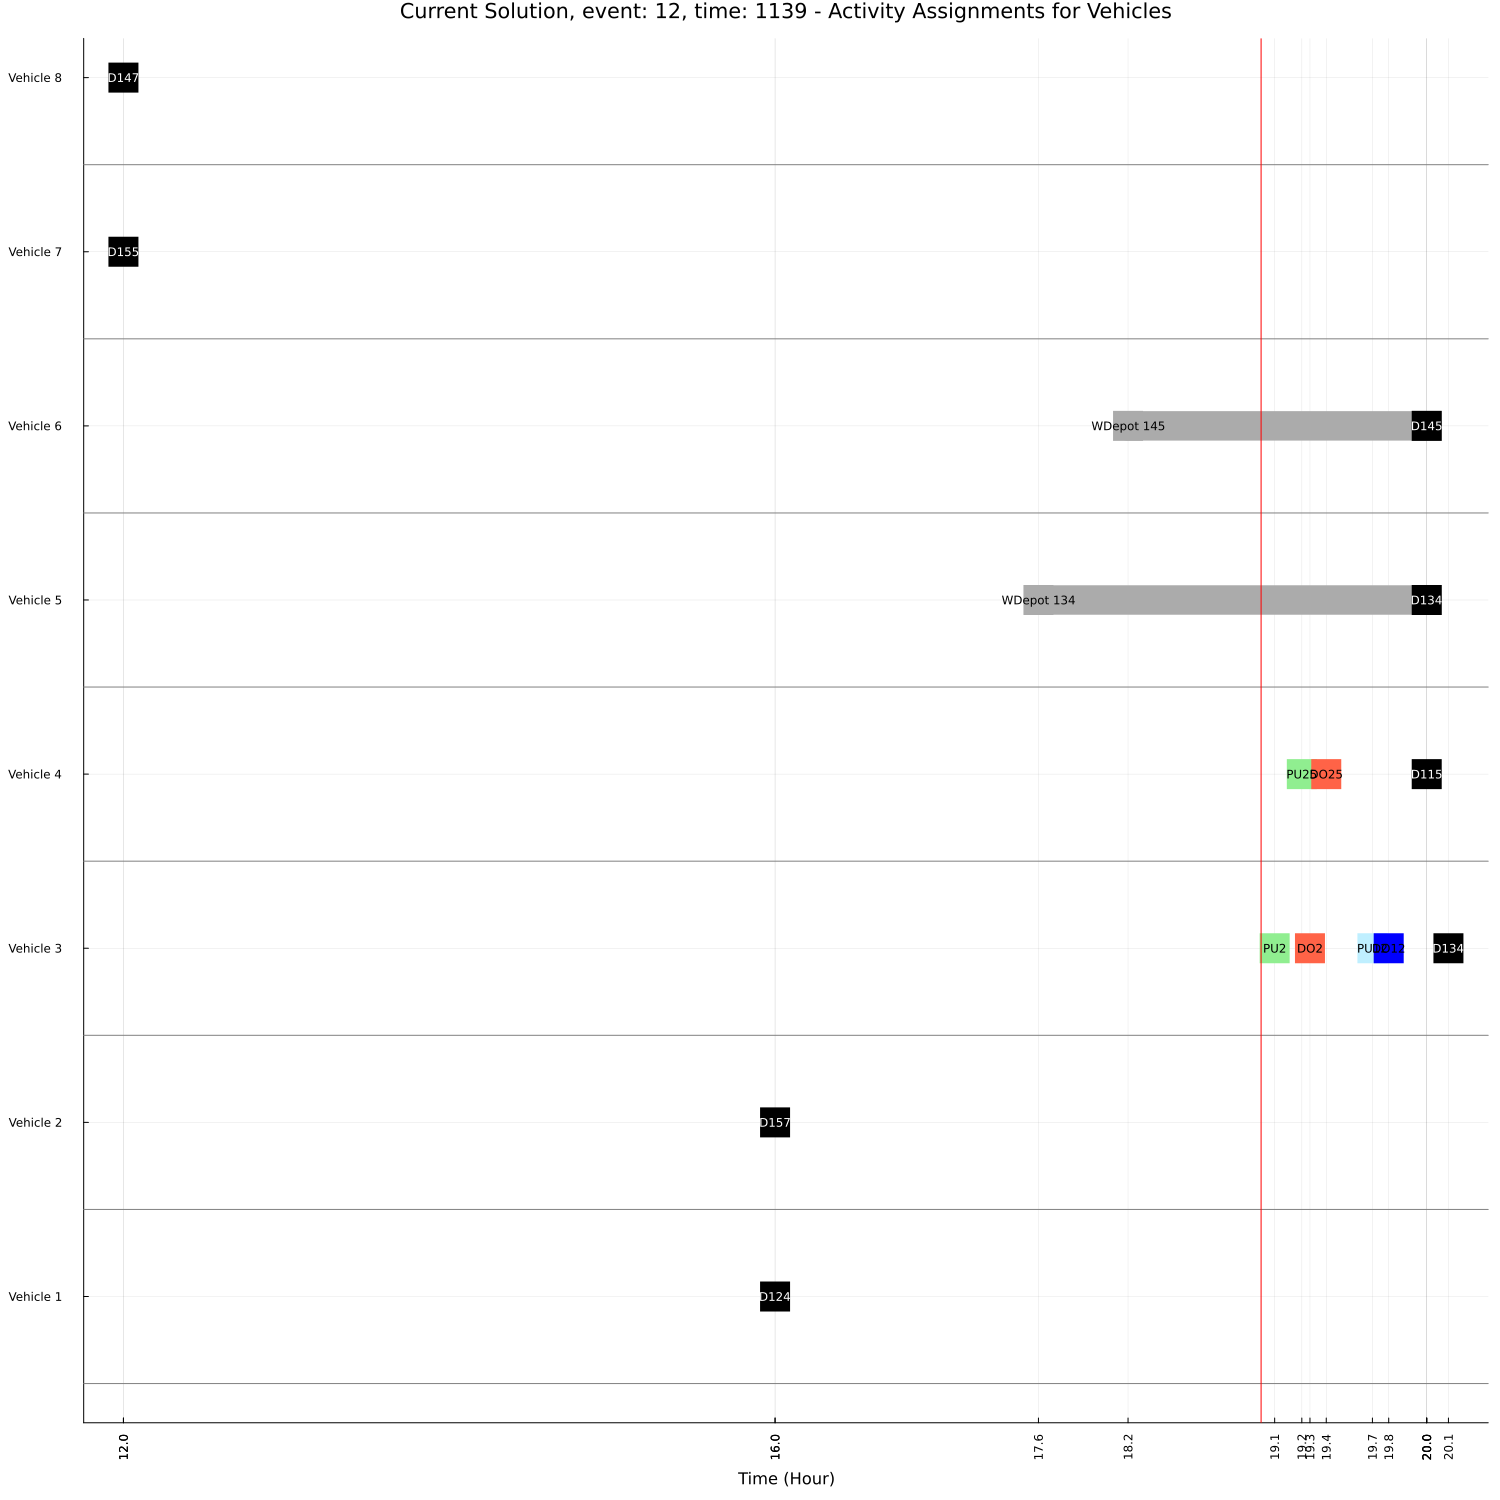 Current Solution, event: 12, time: 1139 - Activity Assignments for Vehicles
Vehicle 8
D147
Vehicle 7
D155
Vehicle 6
WDepot 145
D145
Vehicle 5
WDepot 134
D134
Vehicle 4
PU25
DO25
D115
Vehicle 3
PU2
DO2
D134
Vehicle 2
D157
Vehicle 1
D124
12.0
16.0
17.6
18.2
19.1
19.2
19.3
19.4
19.7
19.8
20.0
20.1
Time (Hour)